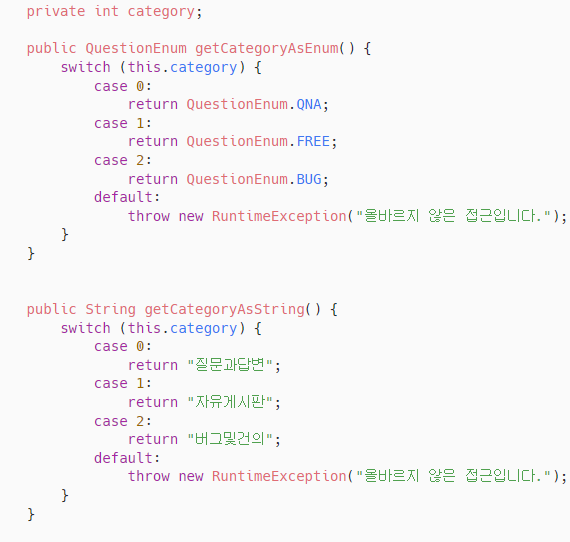 private int category;
public QuestionEnum getCategoryAsEnum() {
switch (this.category) {
case 0:
return QuestionEnum.QNA;
case 1:
return QuestionEnum.FREE;
case 2:
return QuestionEnum.BUG;
default:
throw new RuntimeException("올바르지 않은 접근입니다.");
}
}
public String getCategoryAsString() {
switch (this.category) {
case 0:
return "질문과답변";
case 1:
return "자유게시판";
case 2:
return "버그및건의";
default:
throw new RuntimeException("올바르지 않은 접근입니다.");
}
}